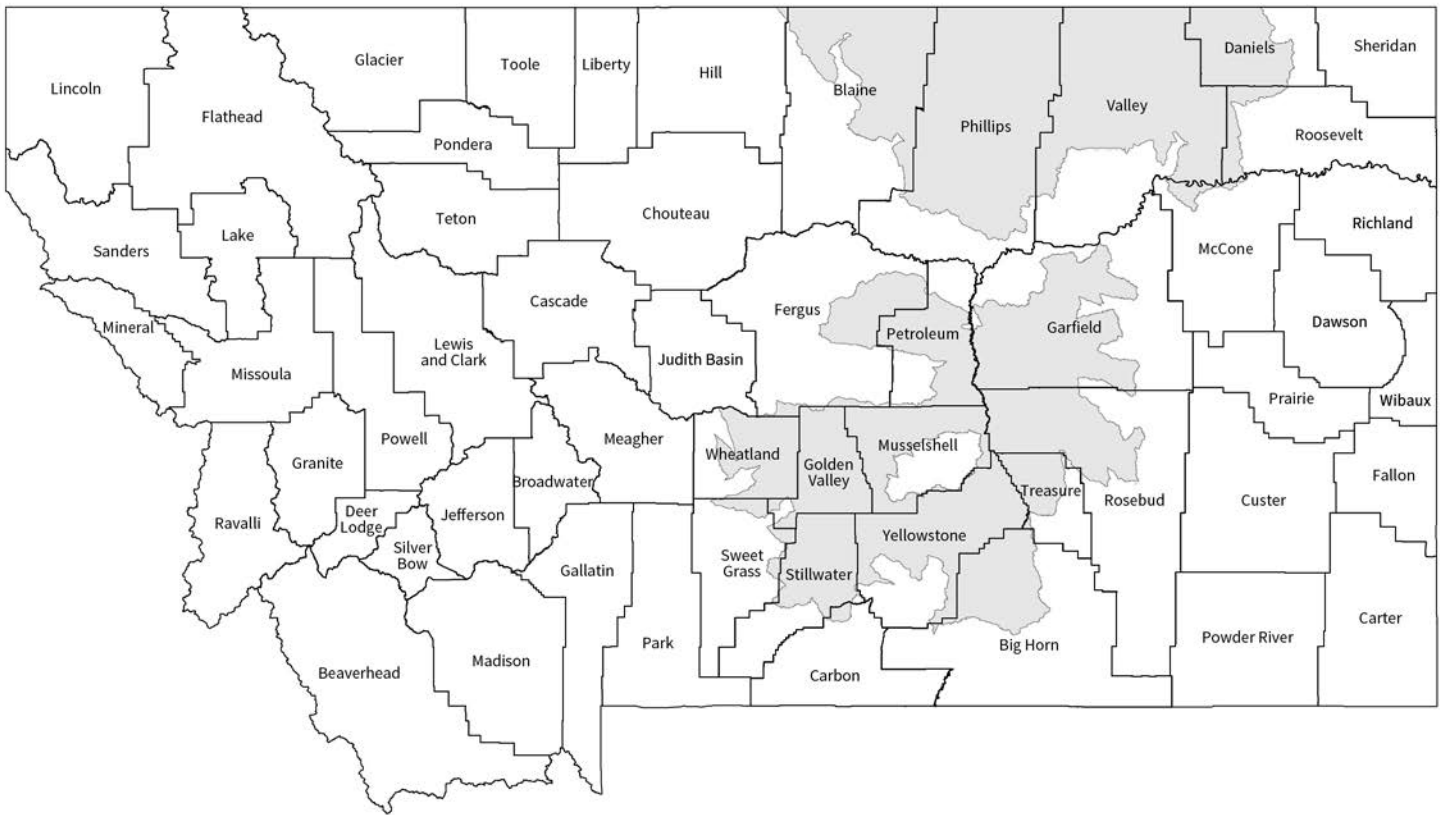 Glacier
Toole
Liberty
Hill
Daniels
Sheridan
Lincoln
Blaine
Flathead
Valley
Phillips
Roosevelt
Pondera
Teton
Chouteau
Richland
Lake
Sanders
McCone
Cascade
Fergus
Mineral
Petroleum
Garfield
Dawson
Lewis
and Clark
Judith Basin
Missoula
Prairie
Wibaux
Powell
Meagher
Musselshell
Wheatland
Granite
Golden
Valley
Fallon
Broadwater
Treasure
Rosebud
Custer
Deer
Lodge
Jefferson
Ravalli
Yellowstone
Silver
Bow
Sweet
Grass
Gallatin
Stillwater
Carter
Powder River
Park
Big Horn
Madison
Beaverhead
Carbon